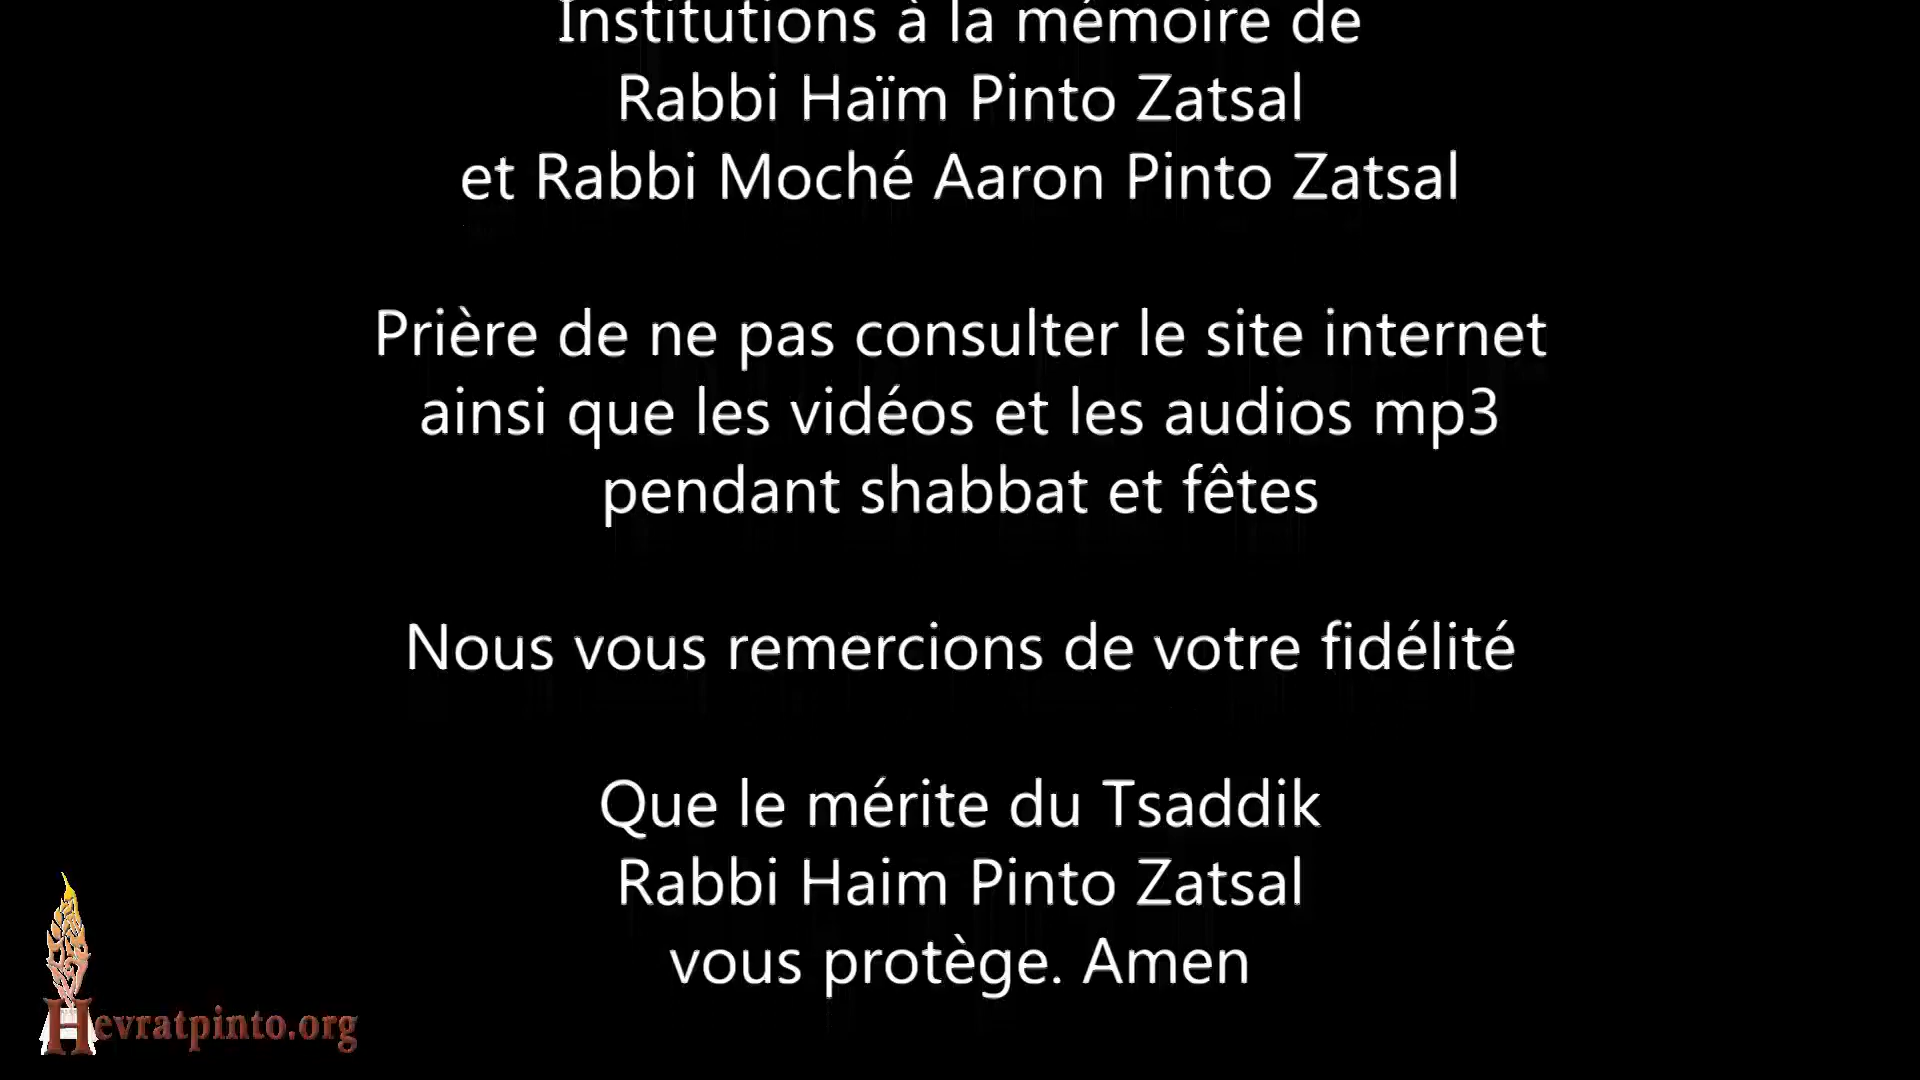 Institutions à la mémoire de
Rabbi Haïm Pinto Zatsal
et Rabbi Moché Aaron Pinto Zatsal
Prière de ne pas consulter le site internet
ainsi que les vidéos et les audios mp3
pendant shabbat et fêtes
Nous vous remercions de votre fidélité
Que le mérite du Tsaddik
Rabbi Haim Pinto Zatsal
vous protège. Amen
Hevratpinto.org